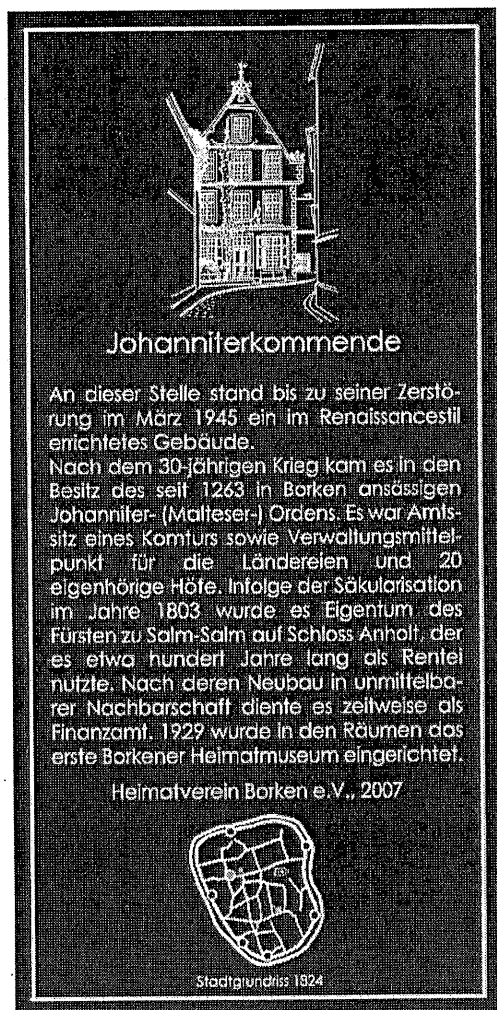 Johanniterkommende
An dieser Stelle stand bis zu seiner Zerstö-
rung im März 1945 ein im Renaissancestil
errichtetes Gebäude.
Nach dem 30-jährigen Krieg kam es in den
Besitz des seit 1263 in Borken ansässigen
Johanniter- (Malteser-) Ordens. Es war Amts-
sitz eines Komturs sowie Verwaltungsmittel-
punkt für die Ländereien und 20
eigenhörige Höfe. Infolge der Säkularisation
im Jahre 1803 wurde es Eigentum des
Fürsten zu Salm-Salm auf Schloss Anholt, der
es etwa hundert Jahre lang als Rentei
nutzte. Nach deren Neubau in unmittelba-
rer Nachbarschaft diente es zeitweise als
Finanzamt. 1929 wurde in den Räumen das
erste Borkener Heimatmuseum eingerichtet.
Heimatverein Borken e.V., 2007
Stadtgrundriss 1824